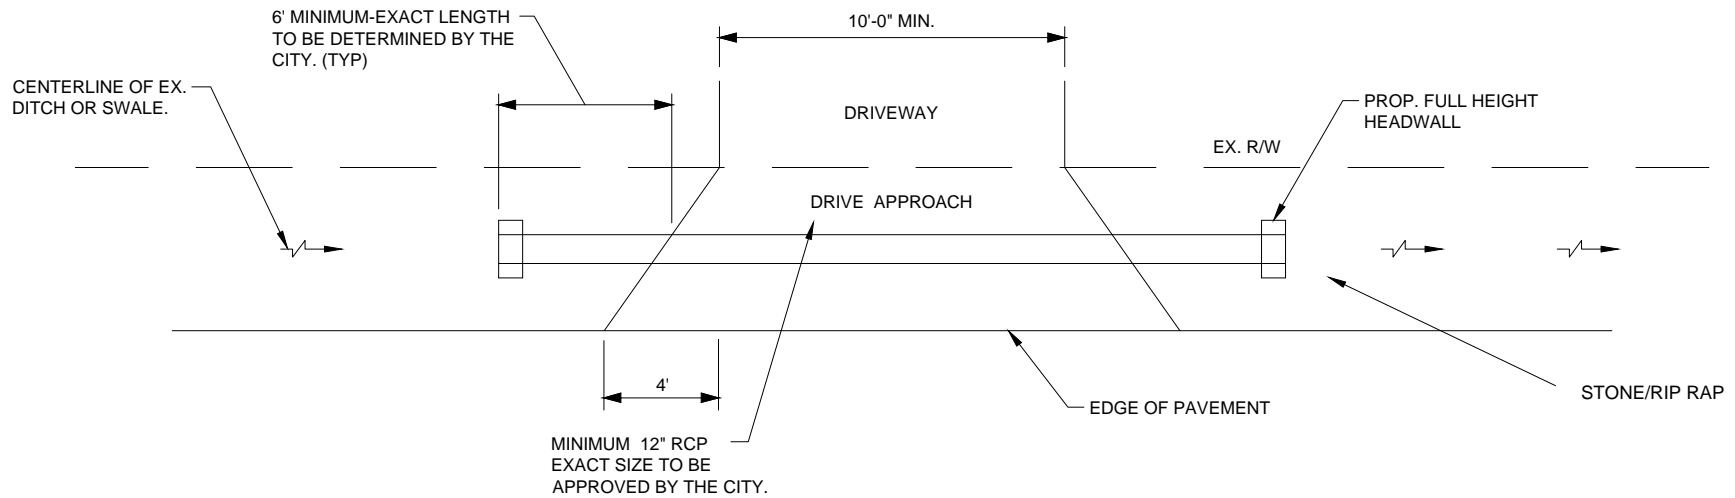 6' MINIMUM-EXACT LENGTH
TO BE DETERMINED BY THE
CITY. (TYP)
10'-0" MIN.
CENTERLINE OF EX.
DITCH OR SWALE.
DRIVEWAY
PROP. FULL HEIGHT
HEADWALL
EX. R/W
DRIVE APPROACH
4'
EDGE OF PAVEMENT
STONE/RIP RAP
MINIMUM 12" RCP
EXACT SIZE TO BE
APPROVED BY THE CITY.